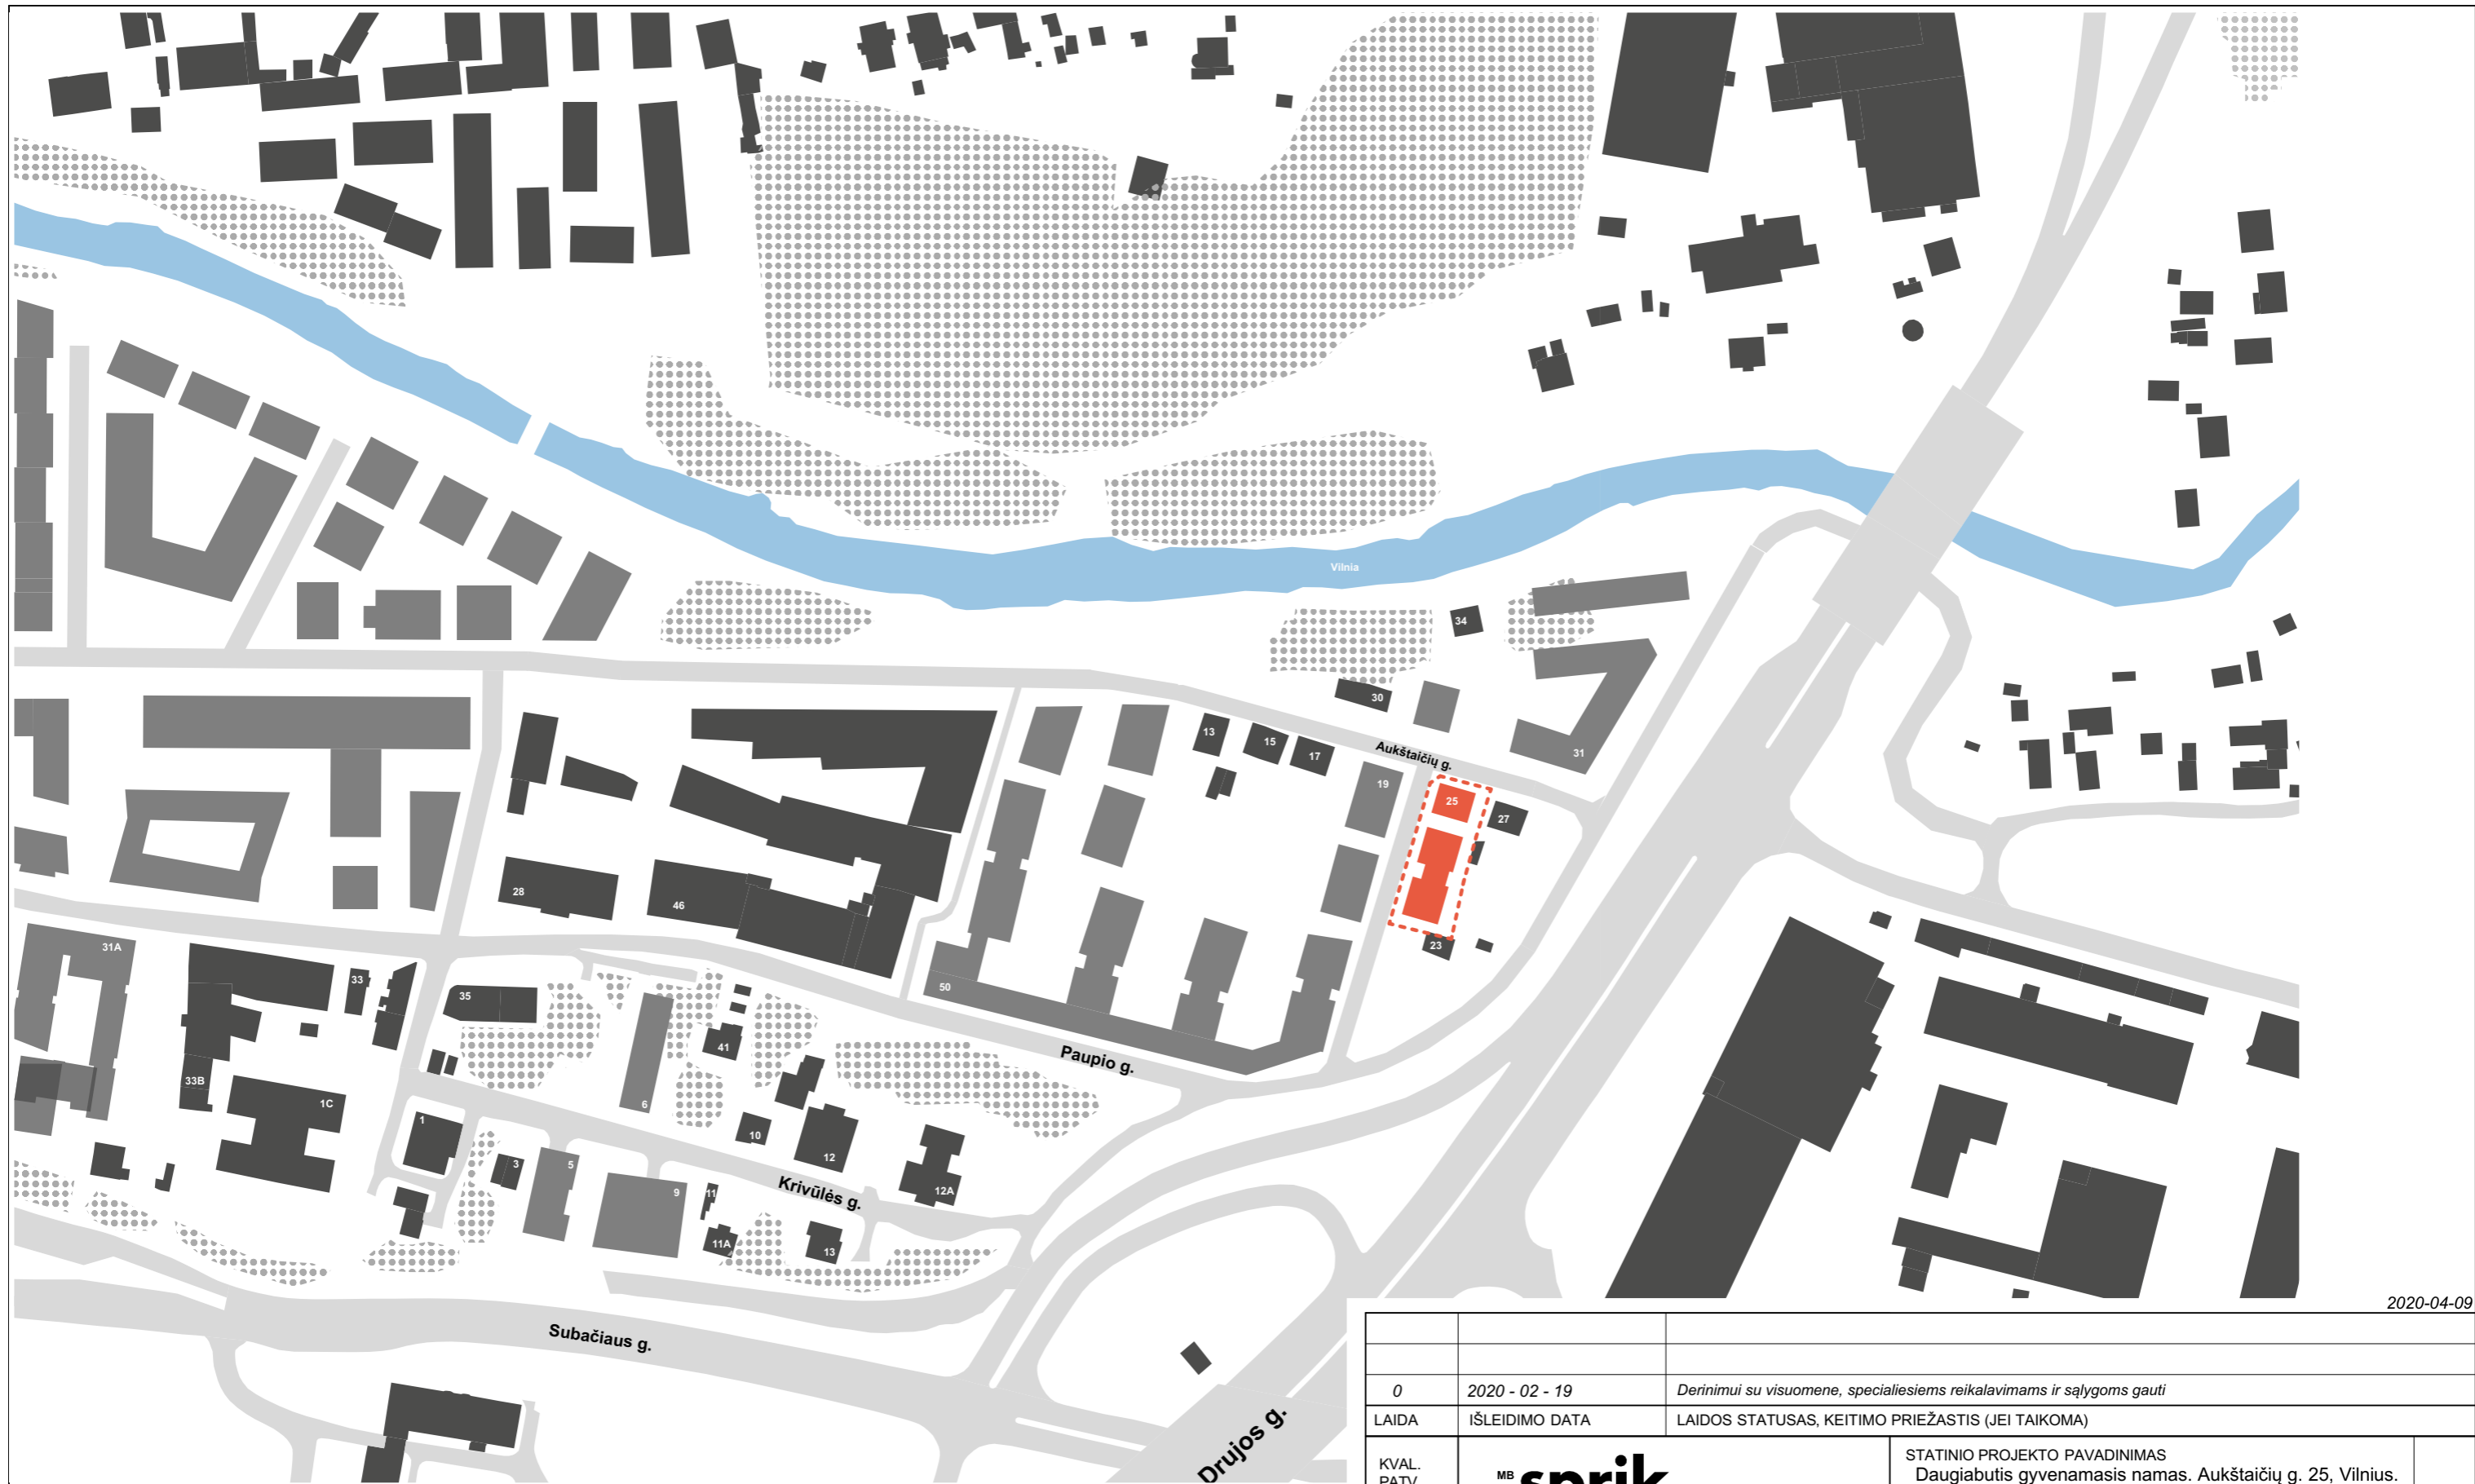 Vilnia
34
30
13
15
17
Aukštaičių g.
31
19
25
27
28
46
23
31A
33
35
50
41
Paupio g.
33B
1C
1
6
10
12
3
5
9
11
12A
Krivūlės g.
11A
13
Subačiaus g.
Drujos g.
2020-04-09
0 2020 - 02 - 19 Derinimui su visuomene, specialiesiems reikalavimams ir sąlygoms gauti
LAIDA IŠLEIDIMO DATA LAIDOS STATUSAS, KEITIMO PRIEŽASTIS (JEI TAIKOMA)
KVAL.
PATV.
MB sprik
STATINIO PROJEKTO PAVADINIMAS
Daugiabutis gyvenamasis namas. Aukštaičių g. 25, Vilnius.